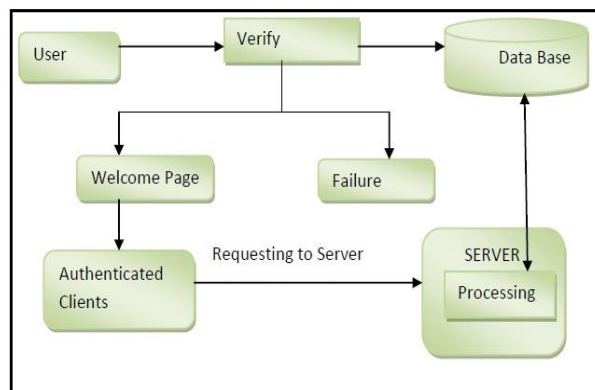 User
Verify
Data Base
Welcome Page
Failure
Requesting to Server
Authenticated
Clients
SERVER
Processing